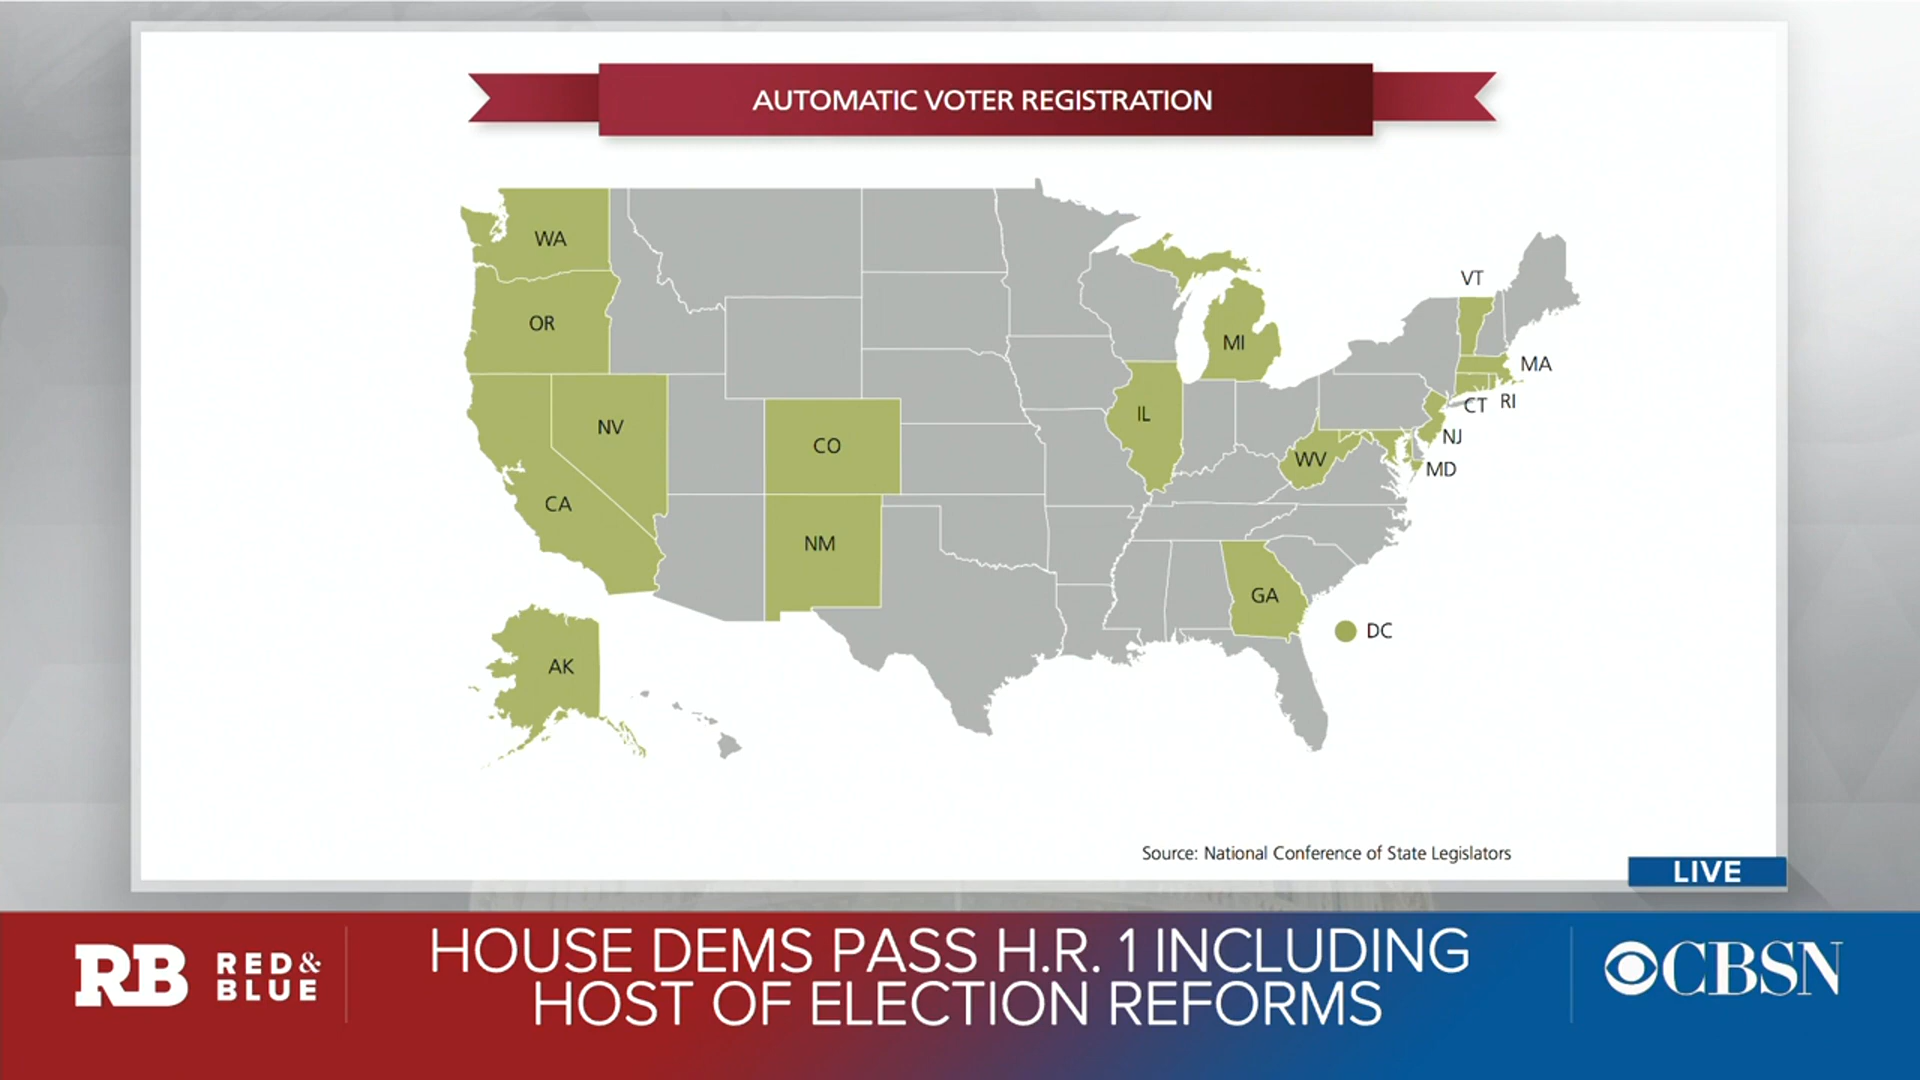 AUTOMATIC VOTER REGISTRATION
WA
OR
CA
NV
CO
NM
AK
IL
MI
WV
GA
VT
MA
CT
RI
NJ
MD
DC
Source: National Conference of State Legislators
LIVE
RB
RED&
BLUE
HOUSE DEMS PASS H.R. 1 INCLUDING
HOST OF ELECTION REFORMS
CBSN